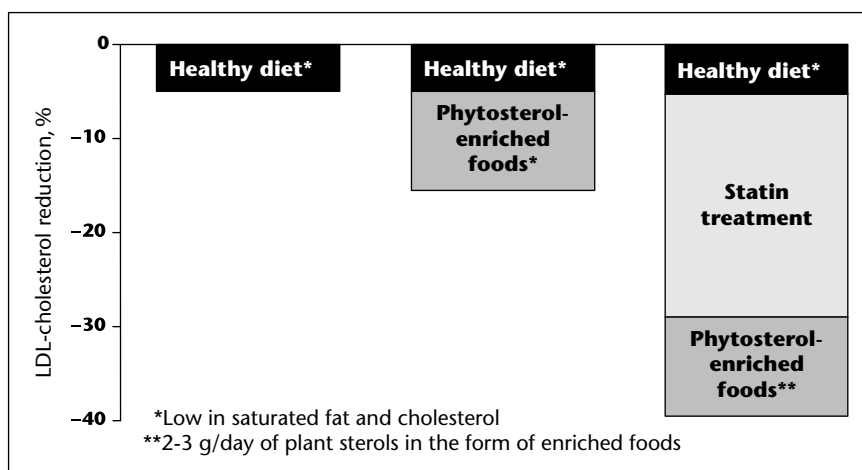 LDL-cholesterol reduction, %
0
–10
–20
–30
–40
Healthy diet*
Healthy diet*
Phytosterol-
enriched
foods*
Healthy diet*
Statin
treatment
Phytosterol-
enriched
foods**
*Low in saturated fat and cholesterol
**2-3 g/day of plant sterols in the form of enriched foods